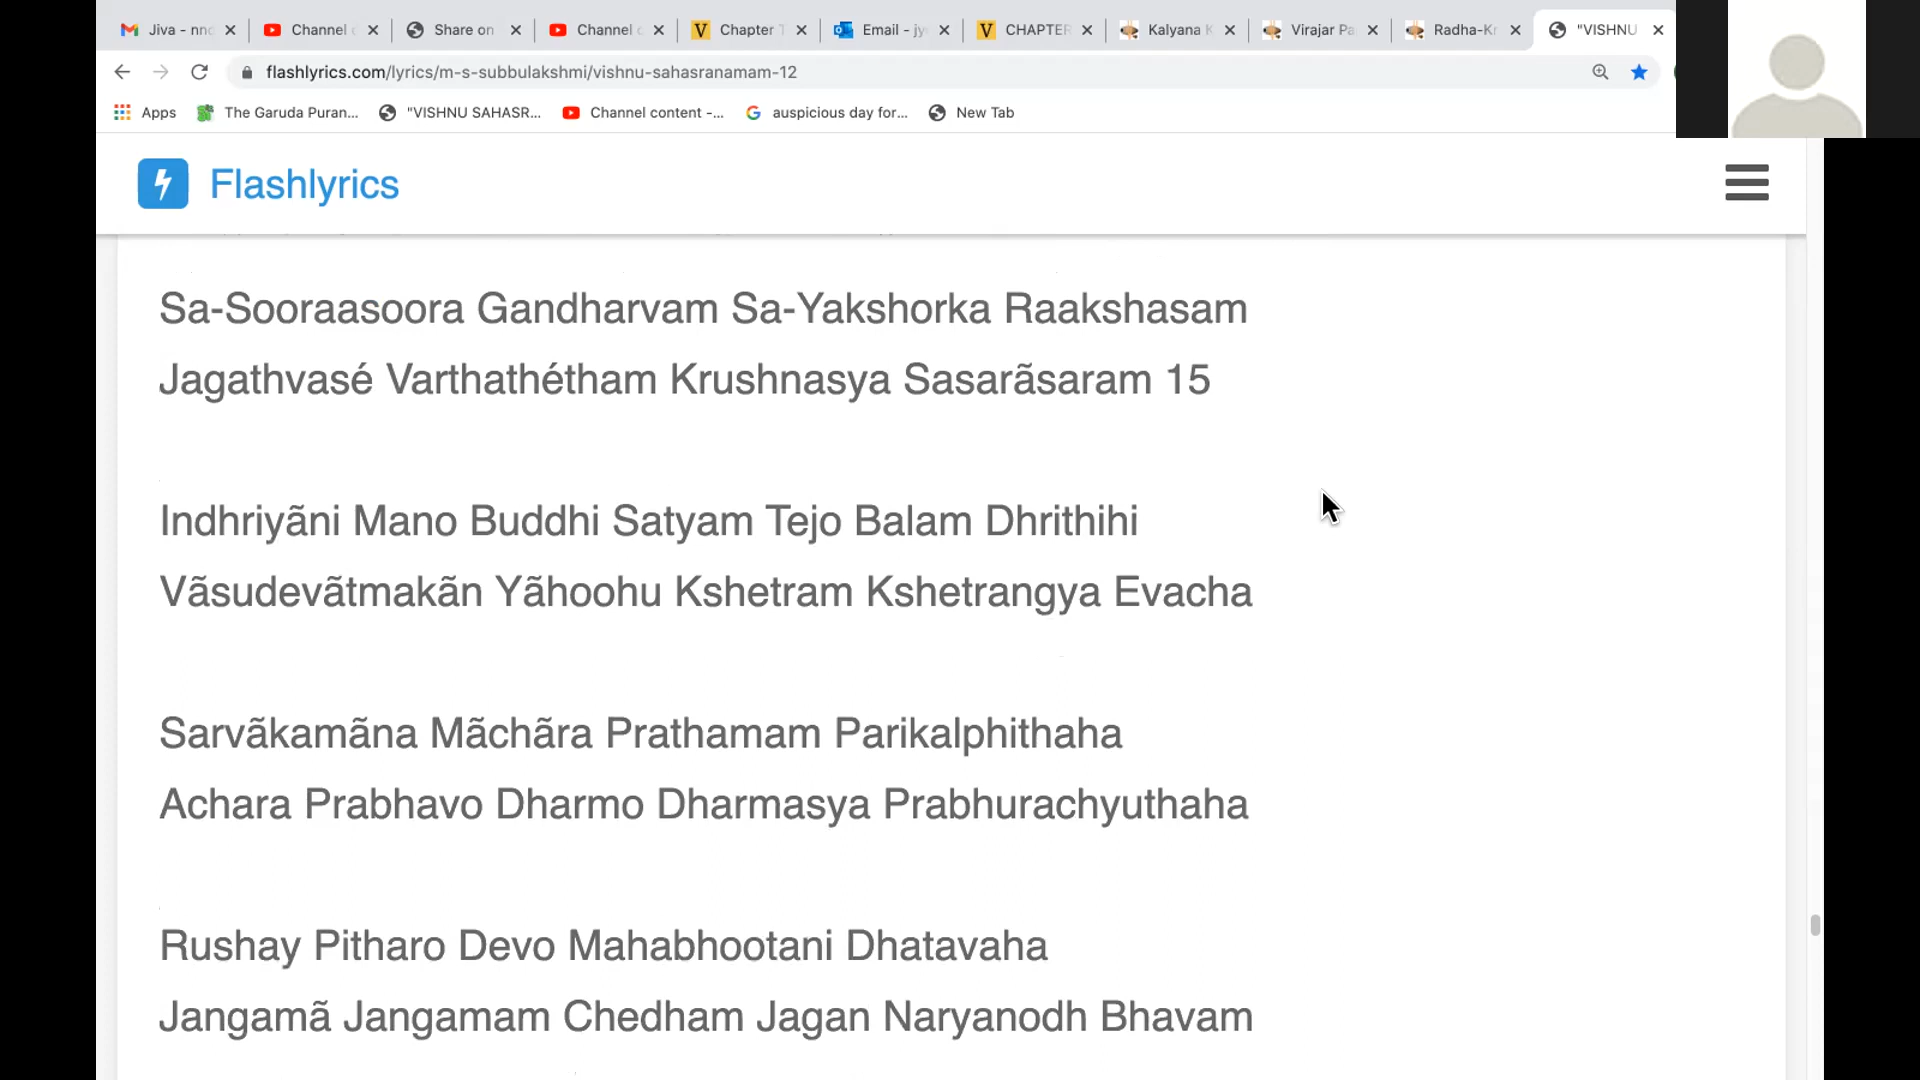 Jiva - nnd
Channel c
Share on
Channel c
Chapter T
Email - jy
CHAPTER
Kalyana K
Virajar Pa
Radha-Kr
"VISHNU
flashlyrics.com/lyrics/m-s-subbulakshmi/vishnu-sahasranamam-12
Apps
The Garuda Puran...
"VISHNU SAHASR...
Channel content -...
auspicious day for...
New Tab
Flashlyrics
Sa-Sooraasoora Gandharvam Sa-Yakshorka Raakshasam
Jagathvasé Varthathétham Krushnasya Sasarãsaram 15
Indhriyãni Mano Buddhi Satyam Tejo Balam Dhrithihi
Vãsudevãtmakãn Yãhoohu Kshetram Kshetrangya Evacha
Sarvãkamãna Mãchãra Prathamam Parikalphithaha
Achara Prabhavo Dharmo Dharmasya Prabhurachyuthaha
Rushay Pitharo Devo Mahabhootani Dhatavaha
Jangamã Jangamam Chedham Jagan Naryanodh Bhavam